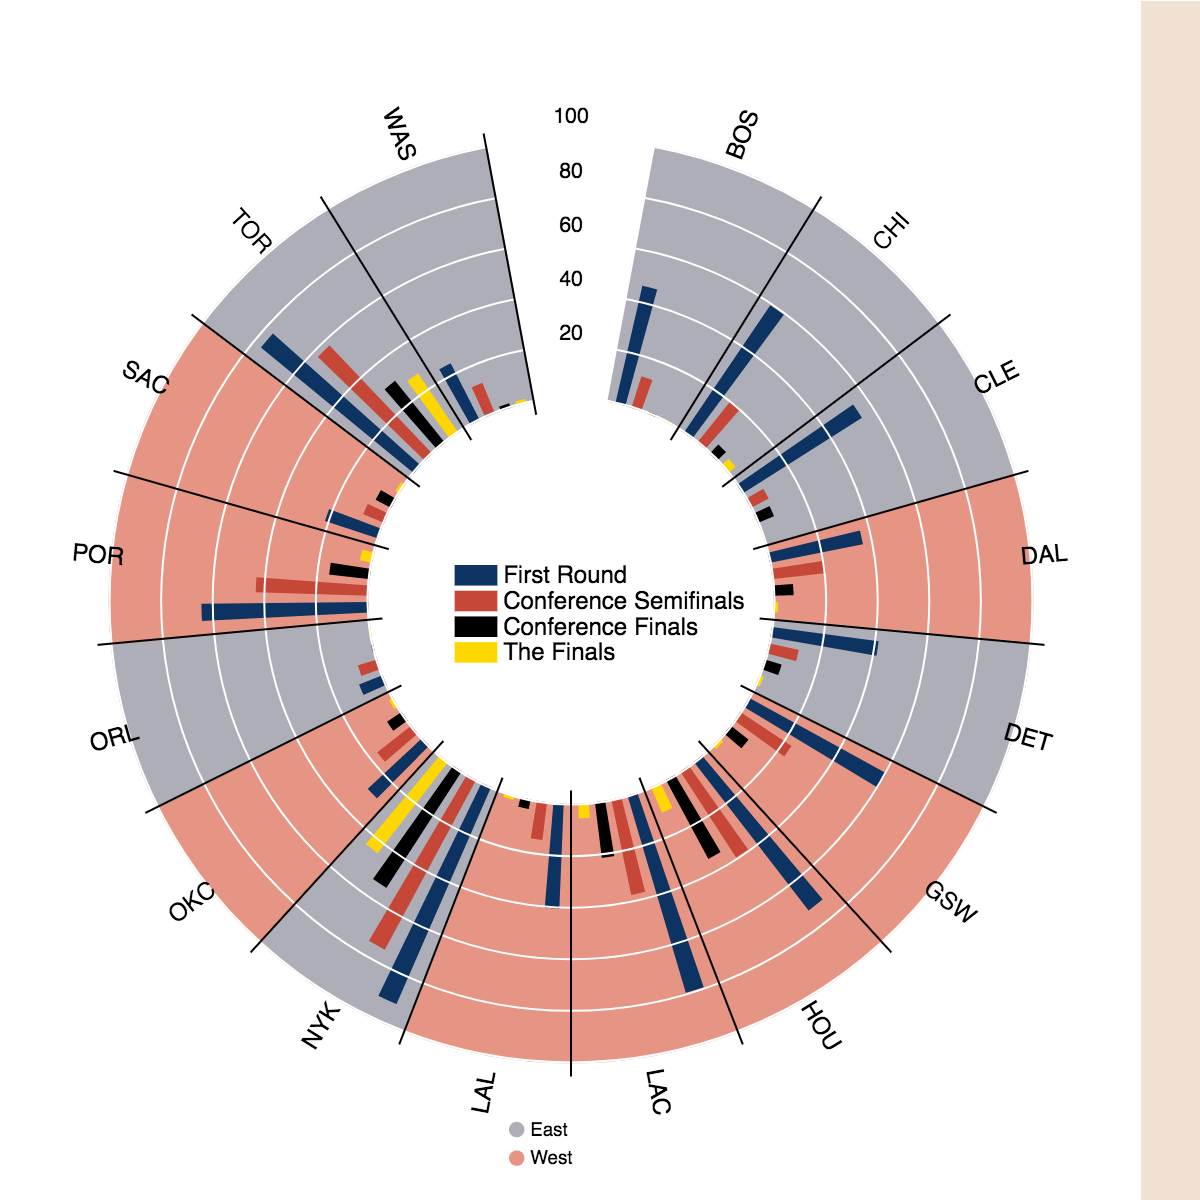 100
80
60
40
20
BOS
CHI
CLE
DAL
DET
GSW
HOU
LAC
LAL
NYK
OKC
ORL
POR
SAC
TOR
WAS
First Round
Conference Semifinals
Conference Finals
The Finals
East
West